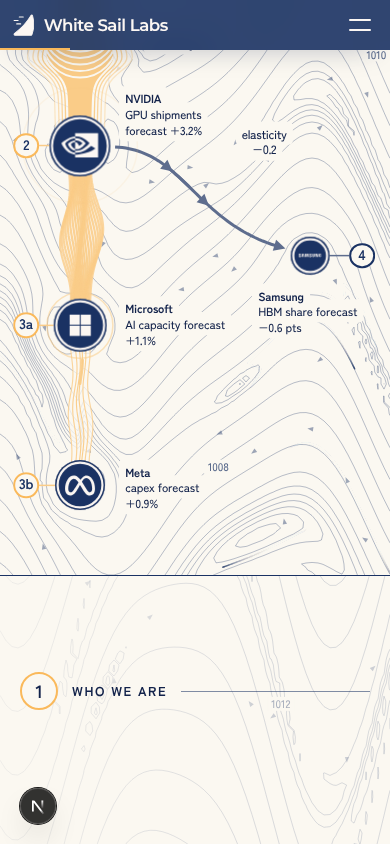 White Sail Labs
1010
NVIDIA
GPU shipments
forecast +3.2%
elasticity
−0.2
2
SAMSUNG
4
Samsung
HBM share forecast
−0.6 pts
3a
Microsoft
AI capacity forecast
+1.1%
1008
3b
Meta
capex forecast
+0.9%
1
WHO WE ARE
1012
N